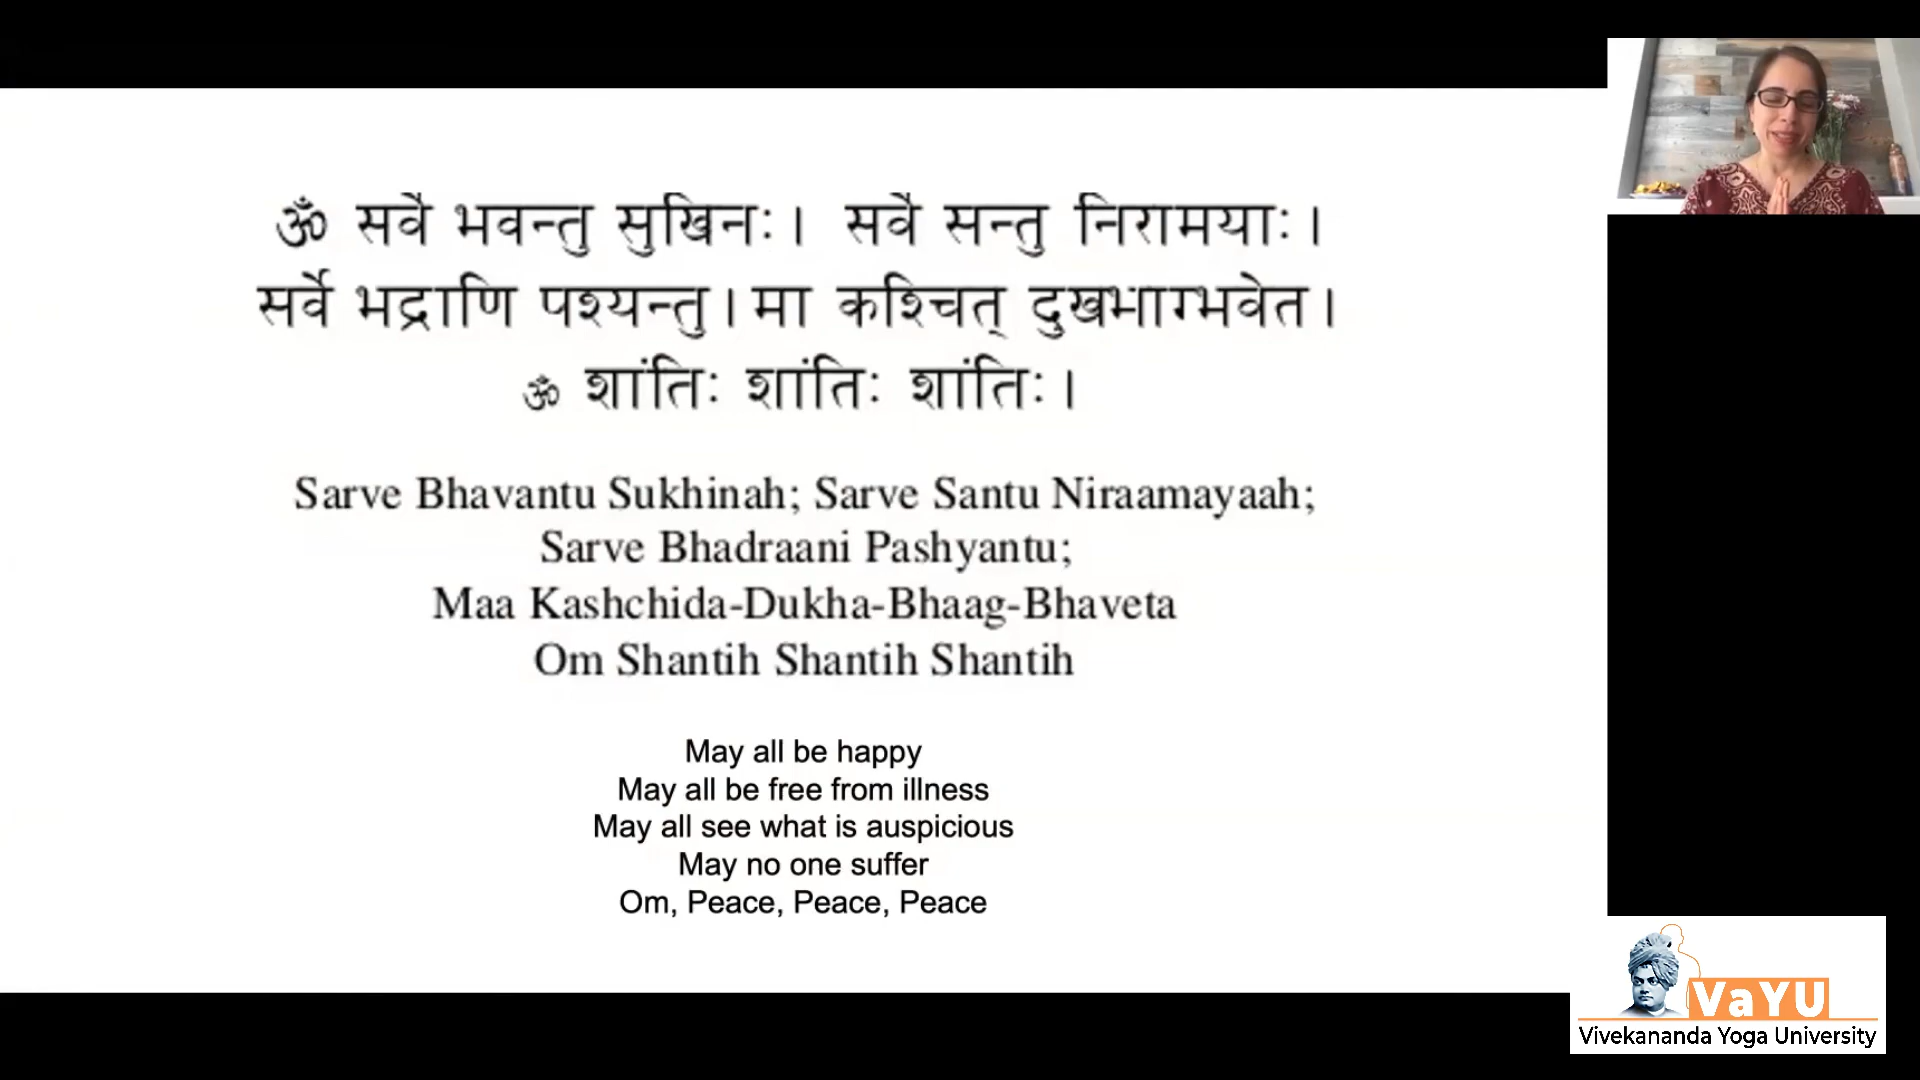 ॐ सर्वे भवन्तु सुखिनः। सर्वे सन्तु निरामयाः।
सर्वे भद्राणि पश्यन्तु। मा कश्चित् दुखभाग्भवेत।
ॐ शांतिः शांतिः शांतिः।
Sarve Bhavantu Sukhinah; Sarve Santu Niraamayaah;
Sarve Bhadraani Pashyantu;
Maa Kashchida-Dukha-Bhaag-Bhaveta
Om Shantih Shantih Shantih
May all be happy
May all be free from illness
May all see what is auspicious
May no one suffer
Om, Peace, Peace, Peace
VaYU
Vivekananda Yoga University